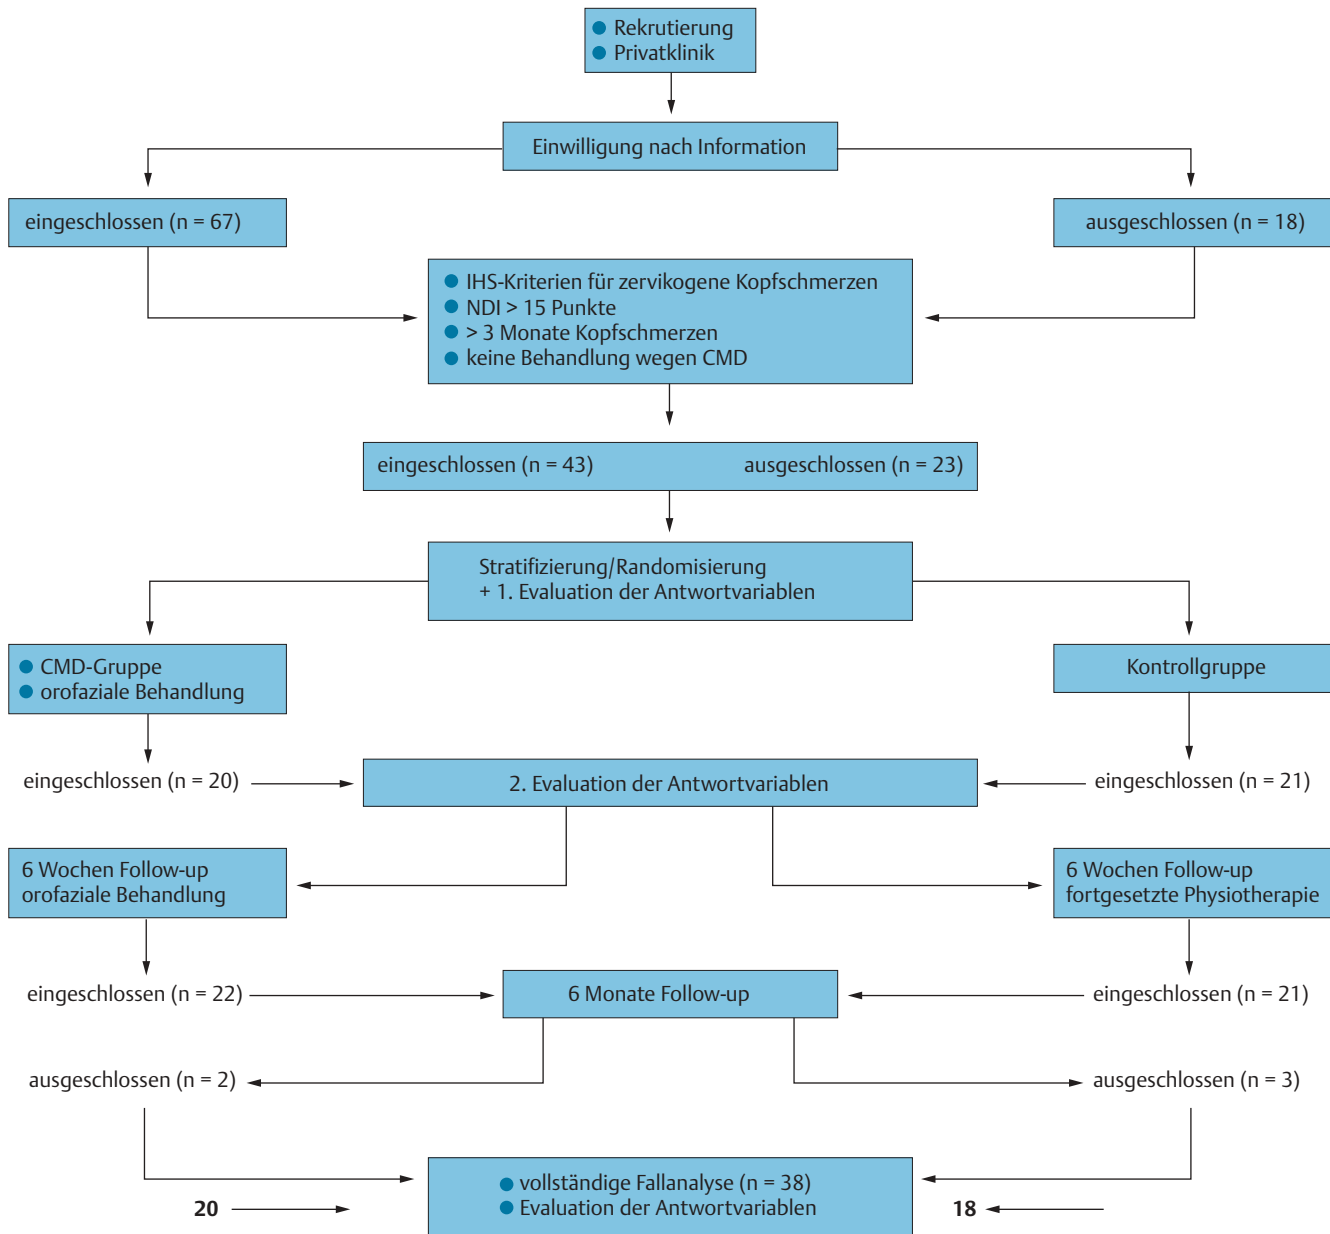 ● Rekrutierung
● Privatklinik
Einwilligung nach Information
eingeschlossen (n = 67)
ausgeschlossen (n = 18)
● IHS-Kriterien für zervikogene Kopfschmerzen
● NDI > 15 Punkte
● > 3 Monate Kopfschmerzen
● keine Behandlung wegen CMD
eingeschlossen (n = 43) ausgeschlossen (n = 23)
Stratifizierung/Randomisierung
+ 1. Evaluation der Antwortvariablen
● CMD-Gruppe
● orofaziale Behandlung
Kontrollgruppe
eingeschlossen (n = 20)
2. Evaluation der Antwortvariablen
eingeschlossen (n = 21)
6 Wochen Follow-up
orofaziale Behandlung
6 Wochen Follow-up
fortgesetzte Physiotherapie
eingeschlossen (n = 22)
6 Monate Follow-up
eingeschlossen (n = 21)
ausgeschlossen (n = 2)
ausgeschlossen (n = 3)
● vollständige Fallanalyse (n = 38)
● Evaluation der Antwortvariablen
20
18